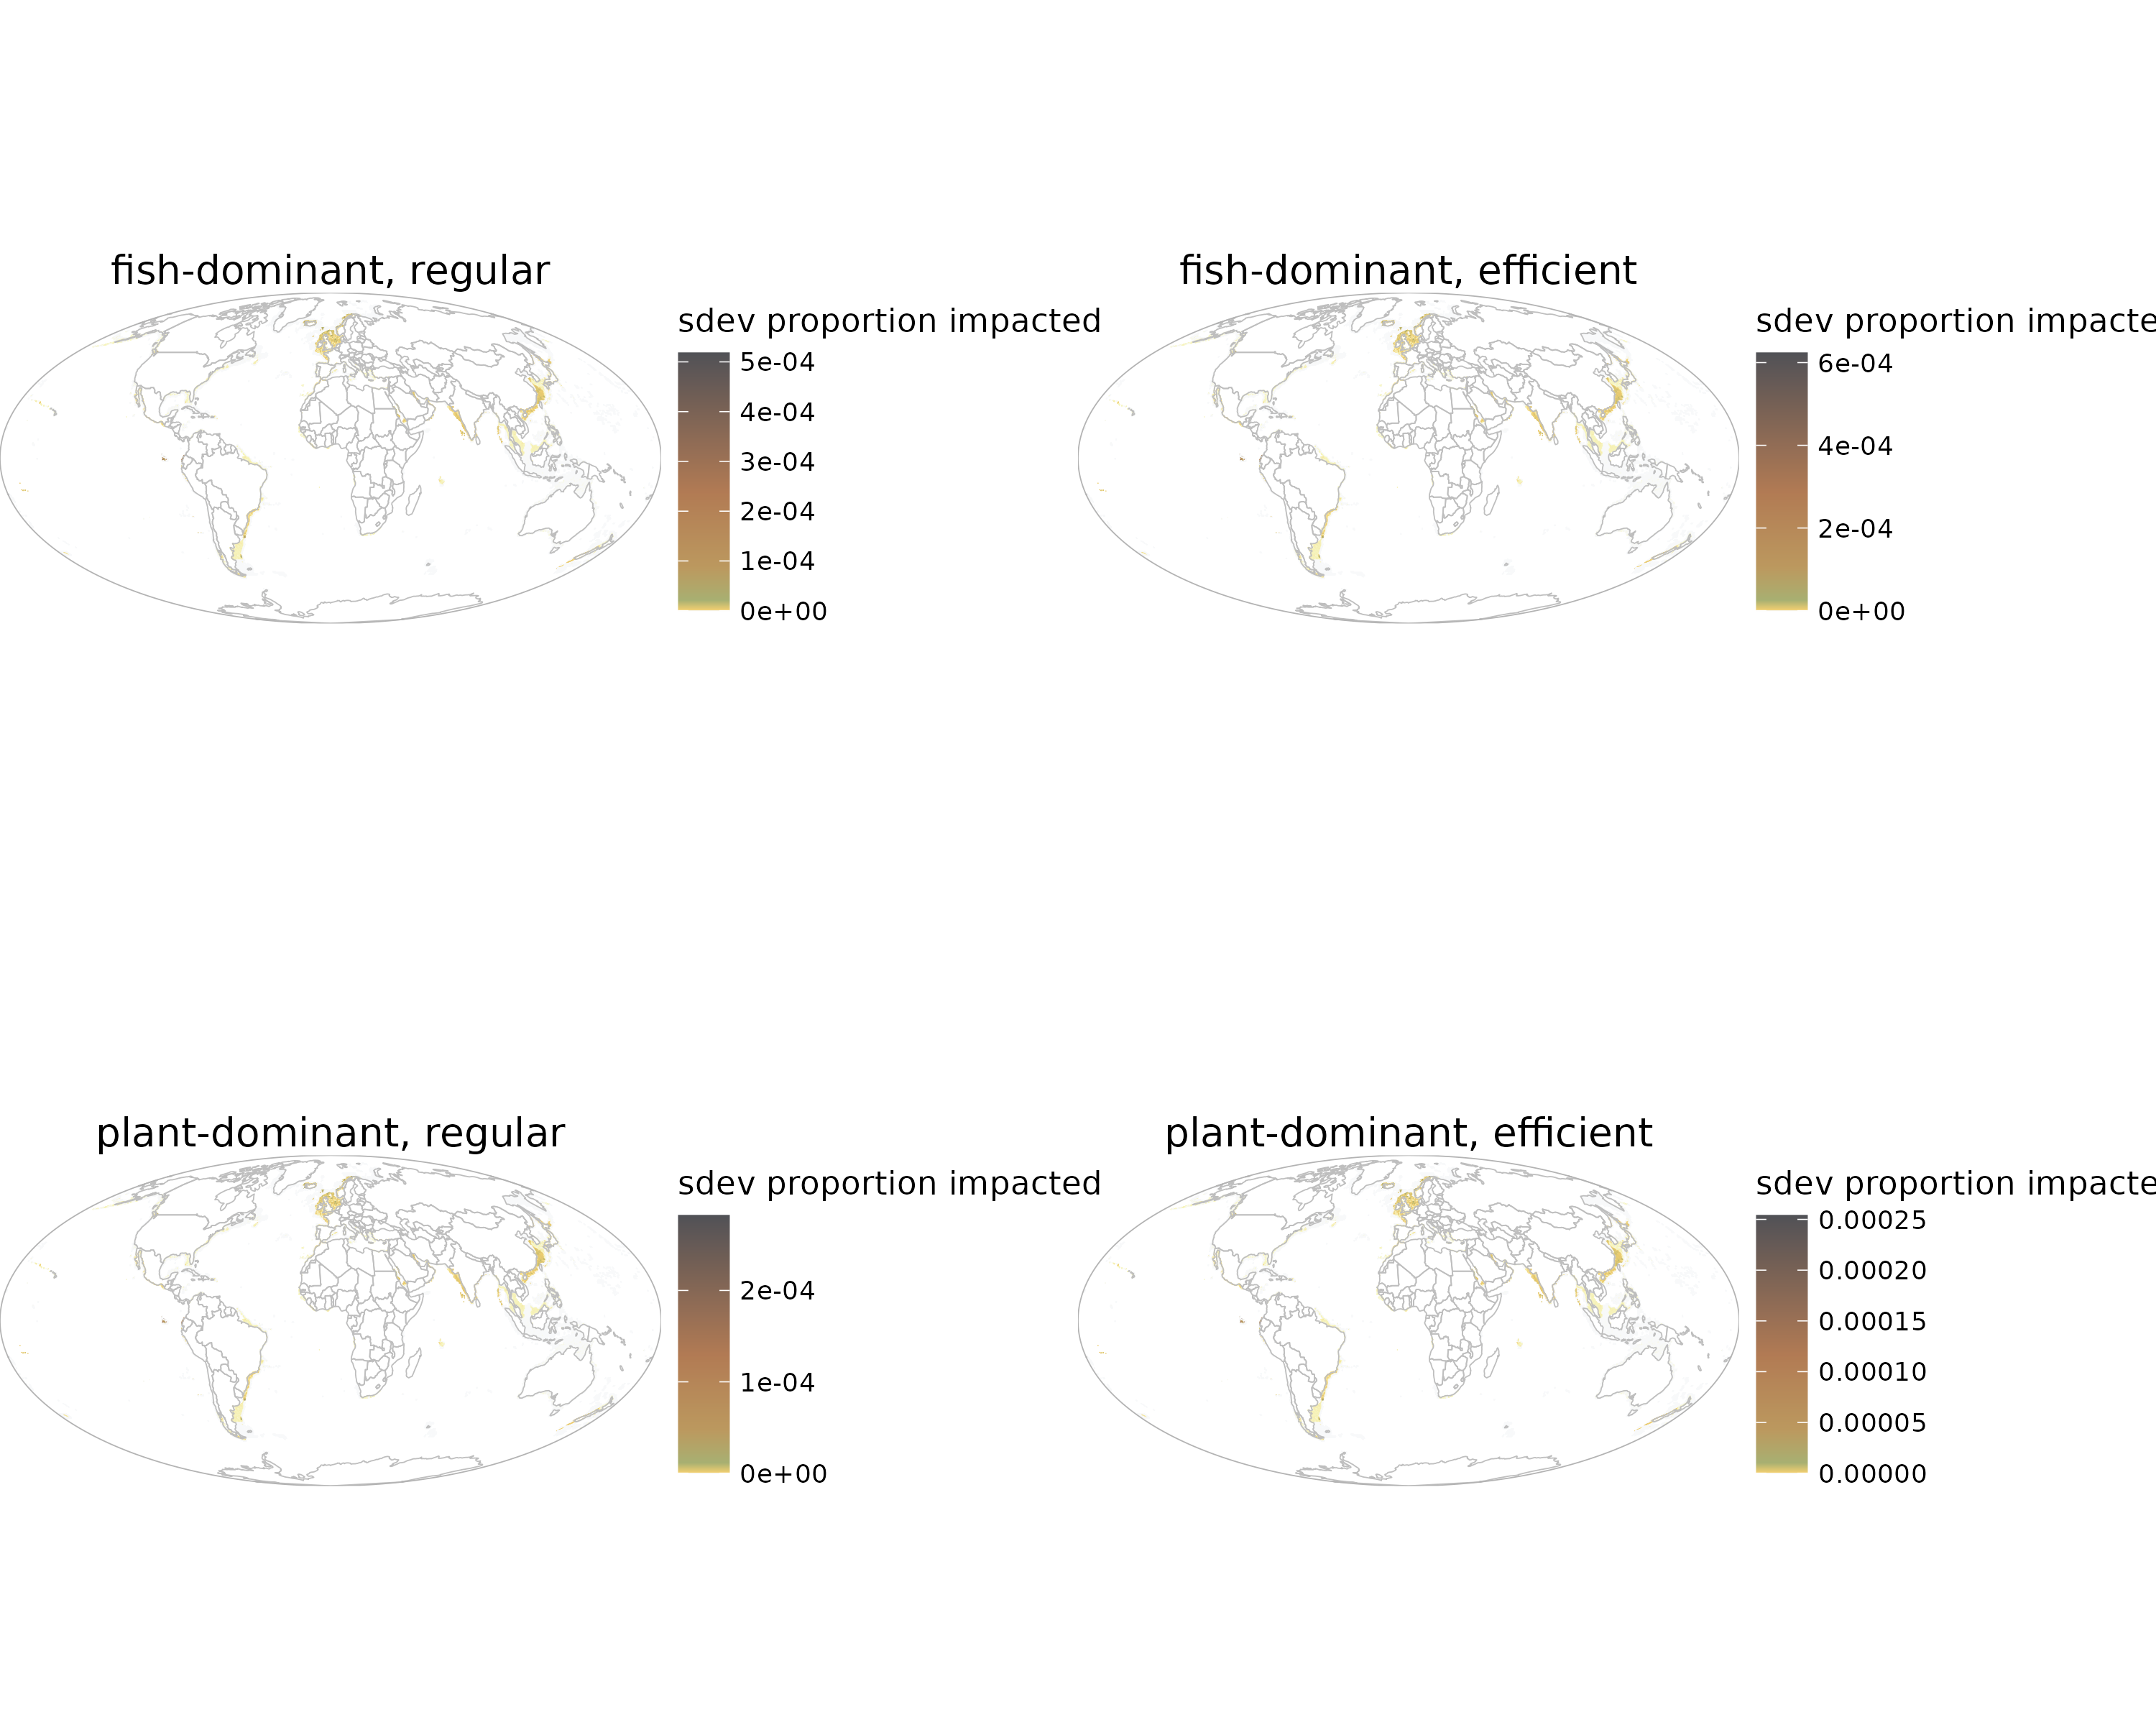 fish-dominant, regular
sdev proportion impacted
5e-04
4e-04
3e-04
2e-04
1e-04
0e+00
fish-dominant, efficient
sdev proportion impacte
6e-04
4e-04
2e-04
0e+00
plant-dominant, regular
sdev proportion impacted
2e-04
1e-04
0e+00
plant-dominant, efficient
sdev proportion impacte
0.00025
0.00020
0.00015
0.00010
0.00005
0.00000